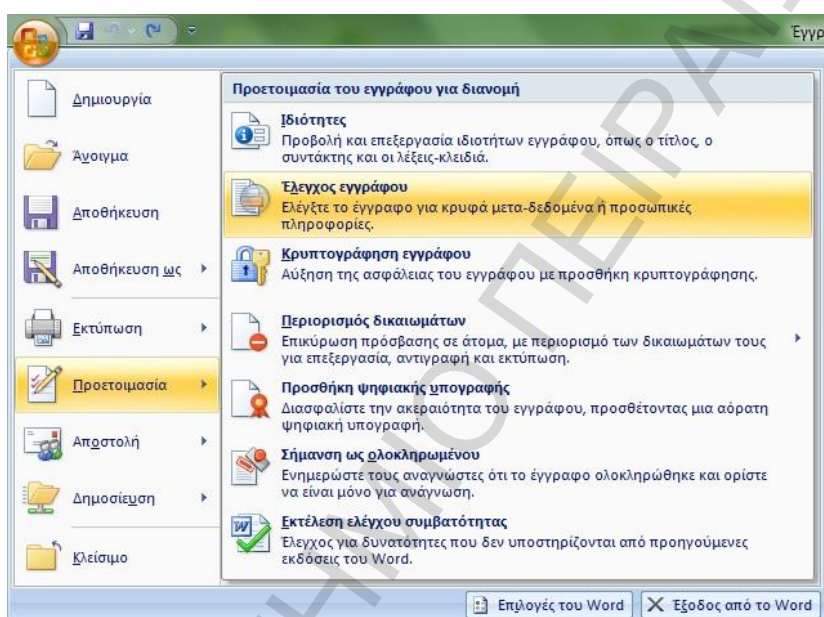 Έγγρ
Δημιουργία
Άνοιγμα
Αποθήκευση
Αποθήκευση ως
Εκτύπωση
Προετοιμασία
Αποστολή
Δημοσίευση
Κλείσιμο
Προετοιμασία του εγγράφου για διανομή
Ιδιότητες
Προβολή και επεξεργασία ιδιοτήτων εγγράφου, όπως ο τίτλος, ο
συντάκτης και οι λέξεις-κλειδιά.
Έλεγχος εγγράφου
Ελέγξτε το έγγραφο για κρυφά μετα-δεδομένα ή προσωπικές
πληροφορίες.
Κρυπτογράφηση εγγράφου
Αύξηση της ασφάλειας του εγγράφου με προσθήκη κρυπτογράφησης.
Περιορισμός δικαιωμάτων
Επικύρωση πρόσβασης σε άτομα, με περιορισμό των δικαιωμάτων τους
για επεξεργασία, αντιγραφή και εκτύπωση.
Προσθήκη ψηφιακής υπογραφής
Διασφαλίστε την ακεραιότητα του εγγράφου, προσθέτοντας μια αόρατη
ψηφιακή υπογραφή.
Σήμανση ως ολοκληρωμένου
Ενημερώστε τους αναγνώστες ότι το έγγραφο ολοκληρώθηκε και ορίστε
να είναι μόνο για ανάγνωση.
Εκτέλεση ελέγχου συμβατότητας
Έλεγχος για δυνατότητες που δεν υποστηρίζονται από προηγούμενες
εκδόσεις του Word.
Επιλογές του Word
Έξοδος από το Word